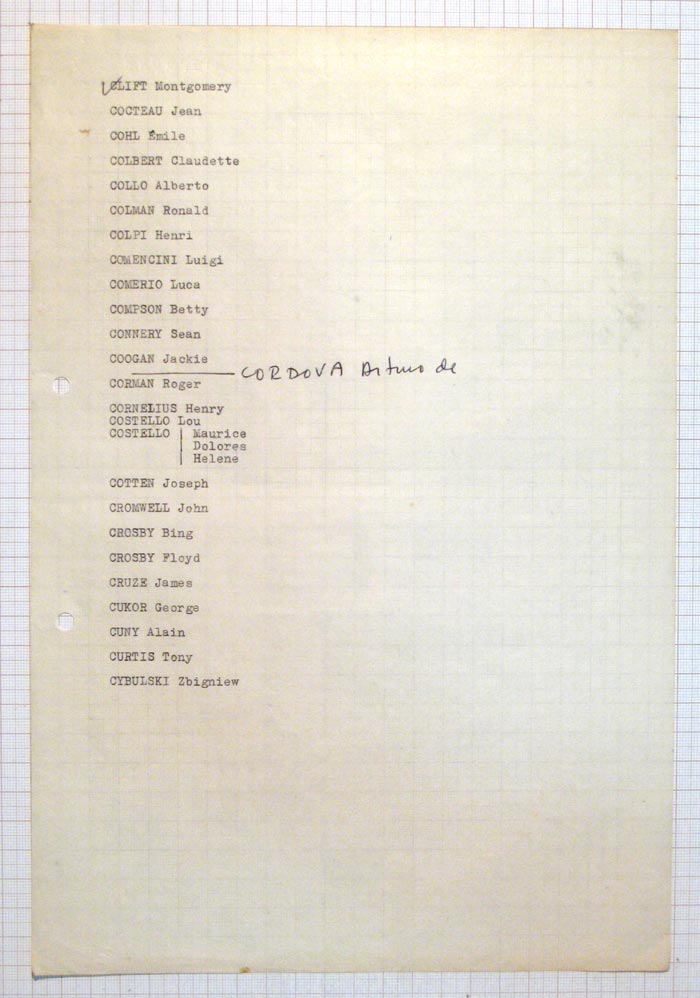 CLIFT Montgomery
COCTEAU Jean
COHL Émile
COLBERT Claudette
COLLO Alberto
COLMAN Ronald
COLPI Henri
COMENCINI Luigi
COMERIO Luca
COMPSON Betty
CONNERY Sean
COOGAN Jackie
CORDOVA Arturo de
CORMAN Roger
CORNELIUS Henry
COSTELLO Lou
COSTELLO | Maurice
Dolores
Helene
COTTEN Joseph
CROMWELL John
CROSBY Bing
CROSBY Floyd
CRUZE James
CUKOR George
CUNY Alain
CURTIS Tony
CYBULSKI Zbigniew